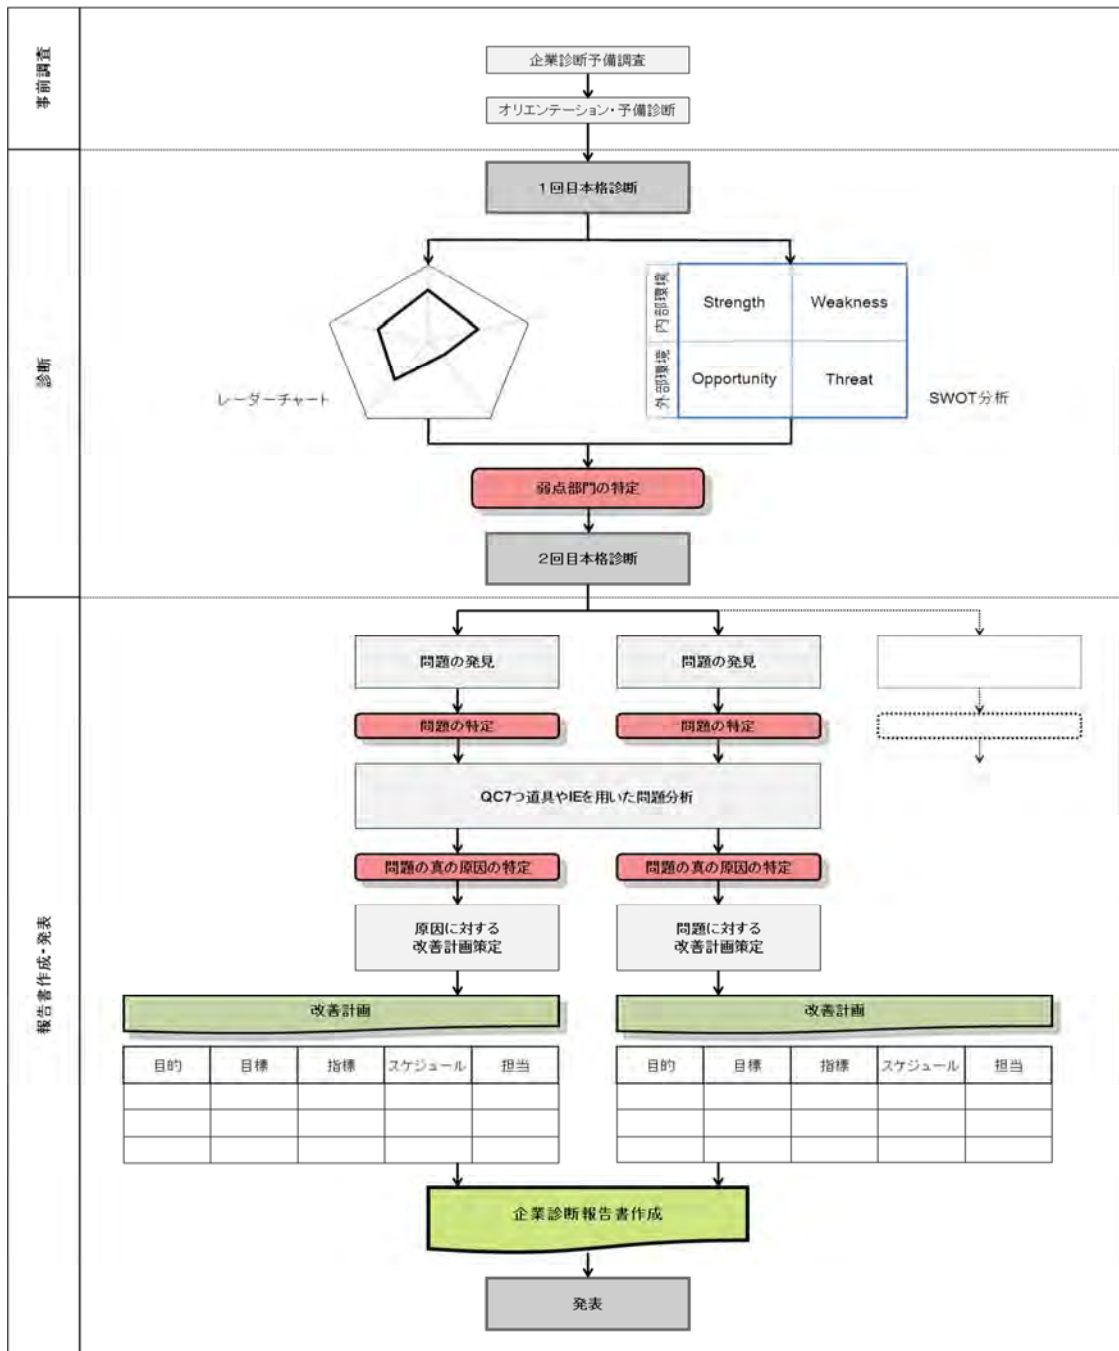 事前調査
企業診断予備調査
オリエンテーション・予備診断
診断
1回目本格診断
レーダーチャート
内部環境
外部環境
Strength
Weakness
Opportunity
Threat
SWOT分析
弱点部門の特定
2回目本格診断
報告書作成・発表
問題の発見
問題の発見
問題の特定
問題の特定
QC7つ道具やIEを用いた問題分析
問題の真の原因の特定
問題の真の原因の特定
原因に対する
改善計画策定
問題に対する
改善計画策定
改善計画
改善計画
目的 目標 指標 スケジュール 担当
目的 目標 指標 スケジュール 担当
企業診断報告書作成
発表